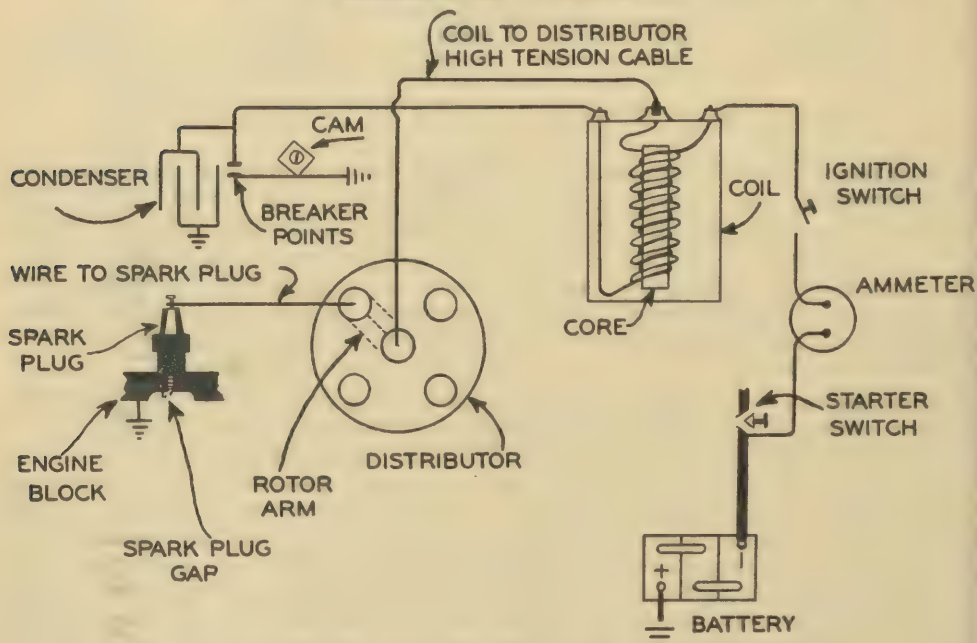 COIL TO DISTRIBUTOR
HIGH TENSION CABLE
CAM
CONDENSER
BREAKER
POINTS
COIL
IGNITION
SWITCH
WIRE TO SPARK PLUG
AMMETER
SPARK
PLUG
CORE
STARTER
SWITCH
ENGINE
BLOCK
ROTOR
ARM
DISTRIBUTOR
SPARK PLUG
GAP
+
−
BATTERY